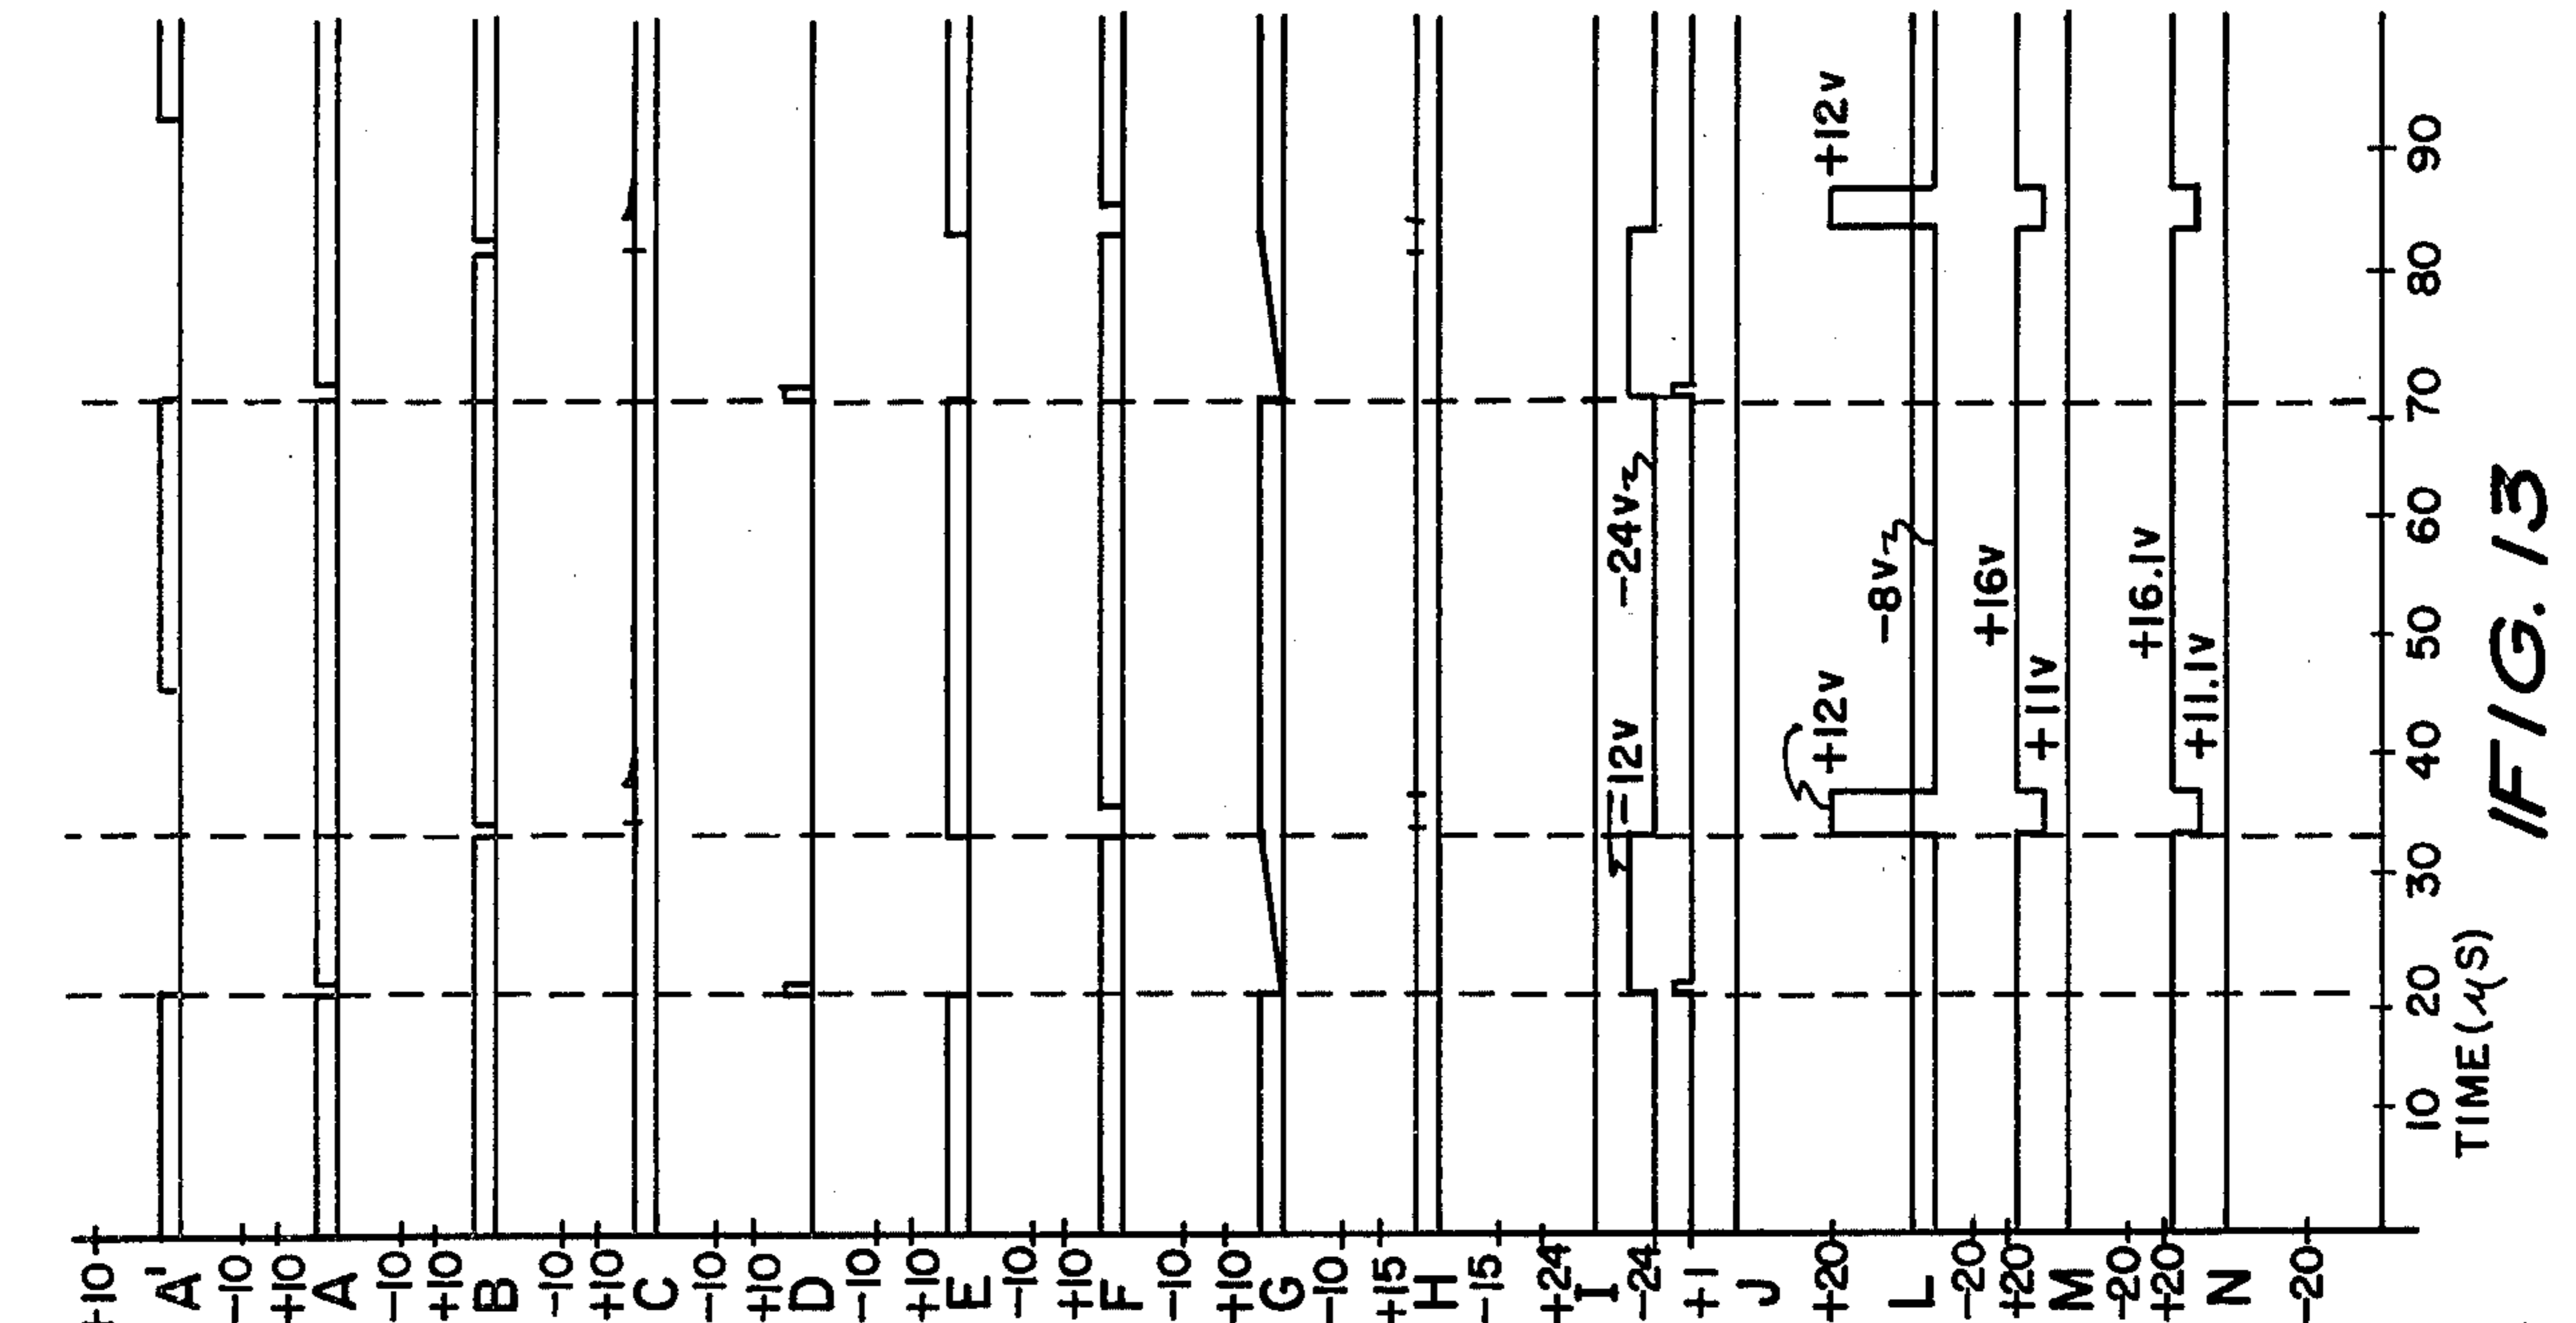 +10
A'
-10
+10
A
-10
+10
B
-10
+10
C
-10
+10
D
-10
+10
E
-10
+10
F
-10
+10
G
-10
+15
H
-15
+24
I
-24
+1
J
+20
L
-20
+20
M
-20
+20
N
-20
-12V
-24V
+12V
-8V
+12V
+16V
+11V
+16.1V
+11.1V
10 20 30 40 50 60 70 80 90
TIME (μS)
FIG. 13